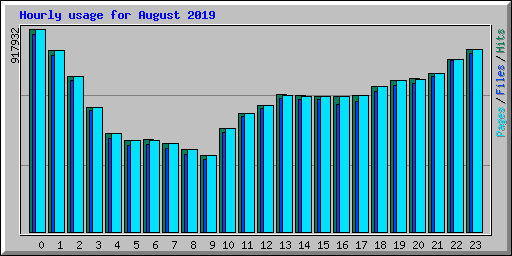 Hourly usage for August 2019
917932
Pages / Files / Hits
0 1 2 3 4 5 6 7 8 9 10 11 12 13 14 15 16 17 18 19 20 21 22 23